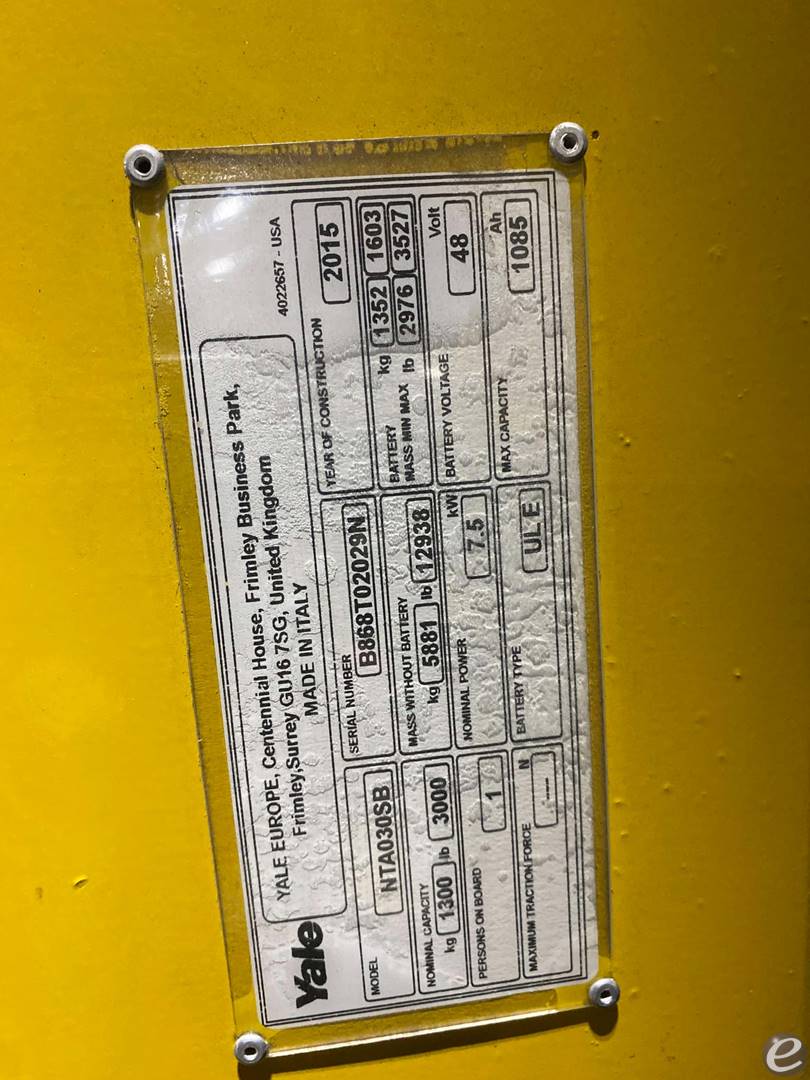 4022657 - USA
Yale
YALE EUROPE, Centennial House, Frimley Business Park,
Frimley,Surrey GU16 7SG, United Kingdom
MADE IN ITALY
MODEL NTA030SB
SERIAL NUMBER B868T02029N
YEAR OF CONSTRUCTION 2015
NOMINAL CAPACITY
kg 1300 lb 3000
MASS WITHOUT BATTERY
kg 5881 lb 12938
BATTERY
MASS MIN MAX
kg 1352 1603
lb 2976 3527
PERSONS ON BOARD 1
NOMINAL POWER 7.5 kW
BATTERY VOLTAGE 48 Volt
MAXIMUM TRACTION FORCE ---- N
BATTERY TYPE UL E
MAX CAPACITY 1085 Ah
e